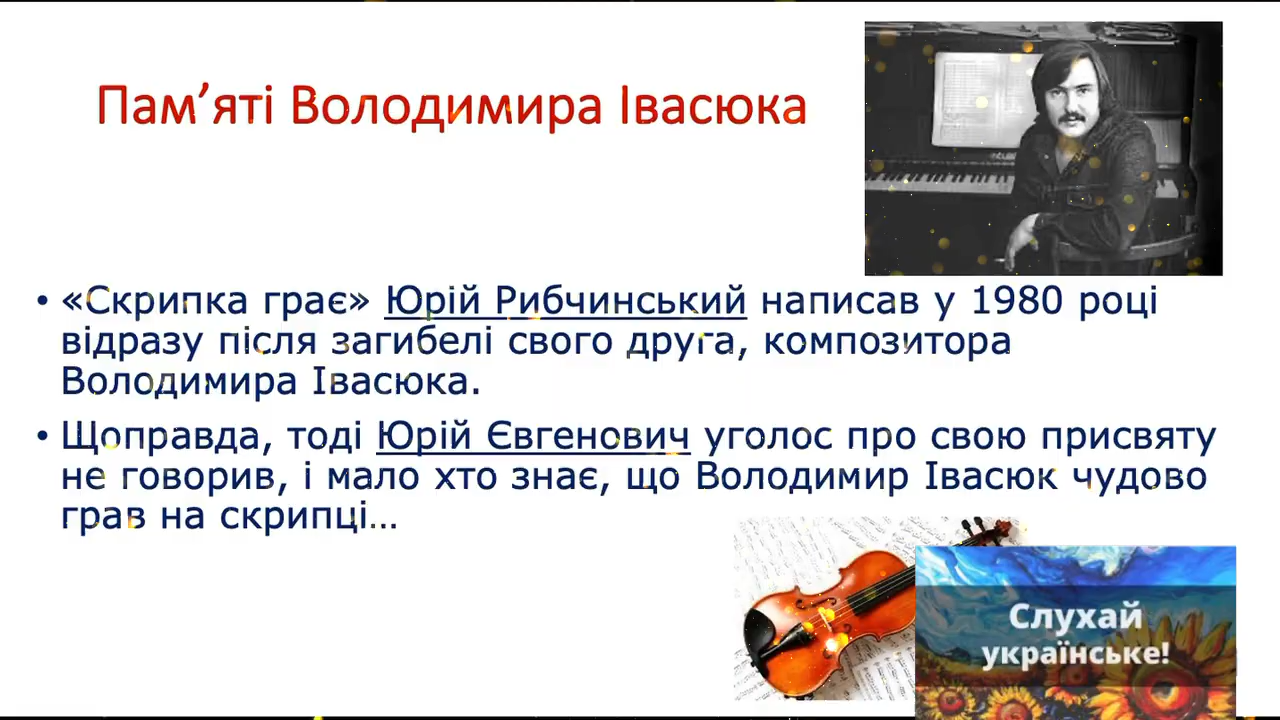 Пам’яті Володимира Івасюка
• «Скрипка грає» Юрій Рибчинський написав у 1980 році
відразу після загибелі свого друга, композитора
Володимира Івасюка.
• Щоправда, тоді Юрій Євгенович уголос про свою присвяту
не говорив, і мало хто знає, що Володимир Івасюк чудово
грав на скрипці…
Слухай
українське!